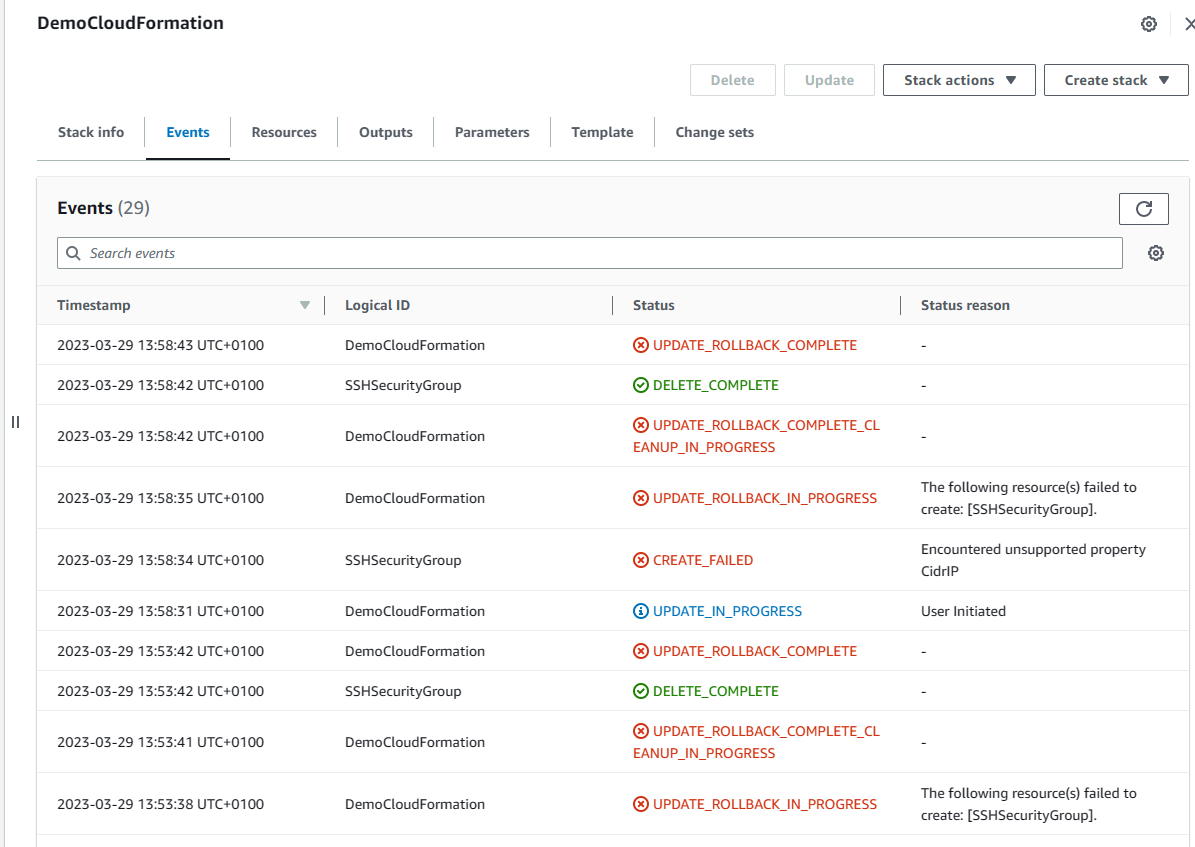 DemoCloudFormation
Delete
Update
Stack actions
Create stack
Stack info
Events
Resources
Outputs
Parameters
Template
Change sets
Events (29)
Search events
Timestamp
Logical ID
Status
Status reason
2023-03-29 13:58:43 UTC+0100
DemoCloudFormation
UPDATE_ROLLBACK_COMPLETE
-
2023-03-29 13:58:42 UTC+0100
SSHSecurityGroup
DELETE_COMPLETE
-
2023-03-29 13:58:42 UTC+0100
DemoCloudFormation
UPDATE_ROLLBACK_COMPLETE_CL
EANUP_IN_PROGRESS
-
2023-03-29 13:58:35 UTC+0100
DemoCloudFormation
UPDATE_ROLLBACK_IN_PROGRESS
The following resource(s) failed to
create: [SSHSecurityGroup].
2023-03-29 13:58:34 UTC+0100
SSHSecurityGroup
CREATE_FAILED
Encountered unsupported property
CidrIP
2023-03-29 13:58:31 UTC+0100
DemoCloudFormation
UPDATE_IN_PROGRESS
User Initiated
2023-03-29 13:53:42 UTC+0100
DemoCloudFormation
UPDATE_ROLLBACK_COMPLETE
-
2023-03-29 13:53:42 UTC+0100
SSHSecurityGroup
DELETE_COMPLETE
-
2023-03-29 13:53:41 UTC+0100
DemoCloudFormation
UPDATE_ROLLBACK_COMPLETE_CL
EANUP_IN_PROGRESS
-
2023-03-29 13:53:38 UTC+0100
DemoCloudFormation
UPDATE_ROLLBACK_IN_PROGRESS
The following resource(s) failed to
create: [SSHSecurityGroup].